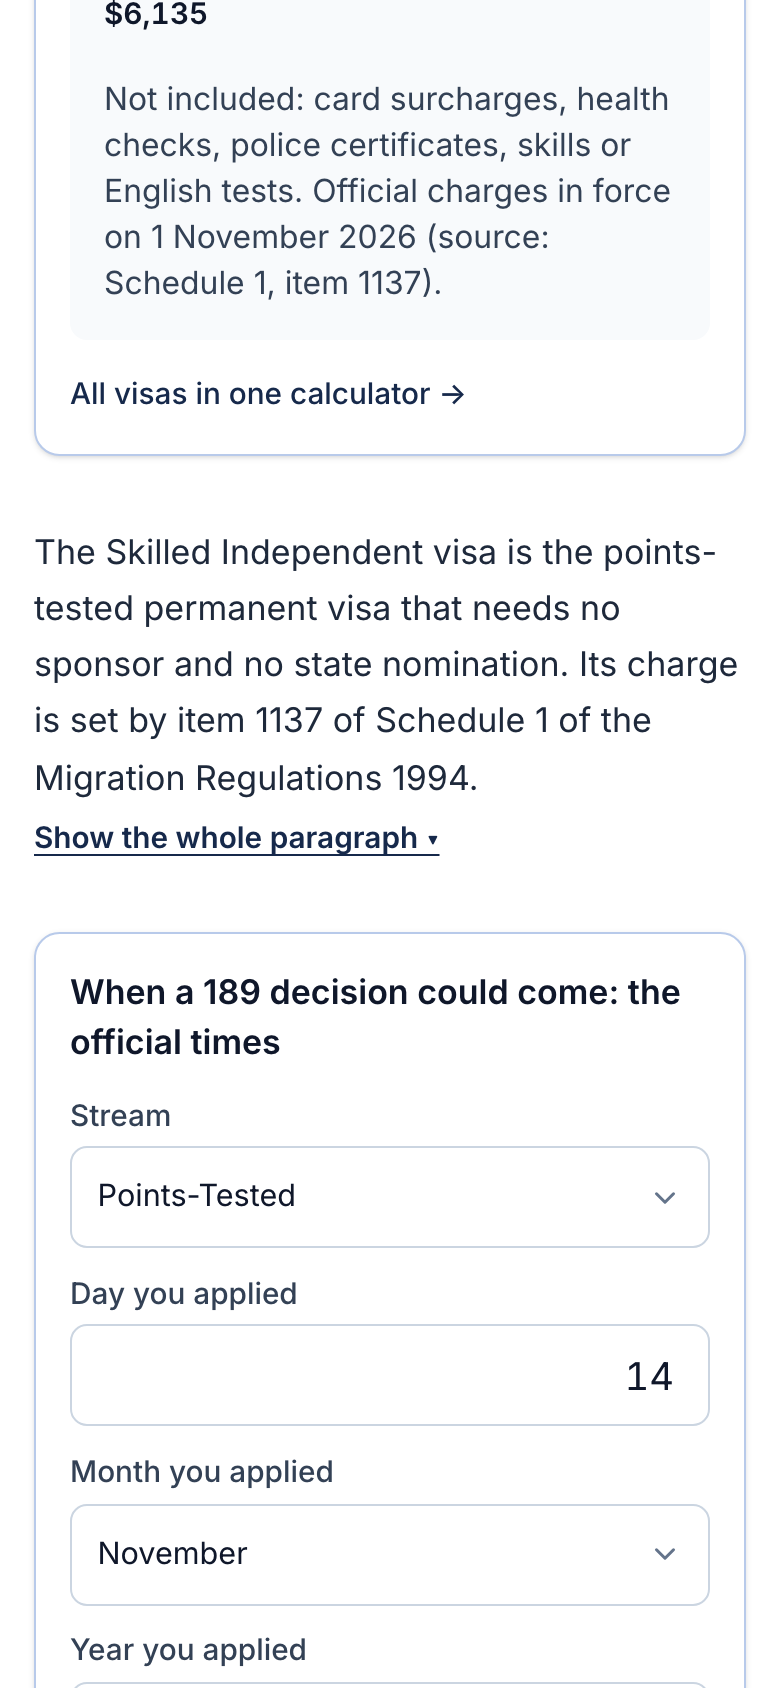 $6,135
Not included: card surcharges, health
checks, police certificates, skills or
English tests. Official charges in force
on 1 November 2026 (source:
Schedule 1, item 1137).
All visas in one calculator →
The Skilled Independent visa is the points-
tested permanent visa that needs no
sponsor and no state nomination. Its charge
is set by item 1137 of Schedule 1 of the
Migration Regulations 1994.
Show the whole paragraph ▾
When a 189 decision could come: the
official times
Stream
Points-Tested
Day you applied
14
Month you applied
November
Year you applied